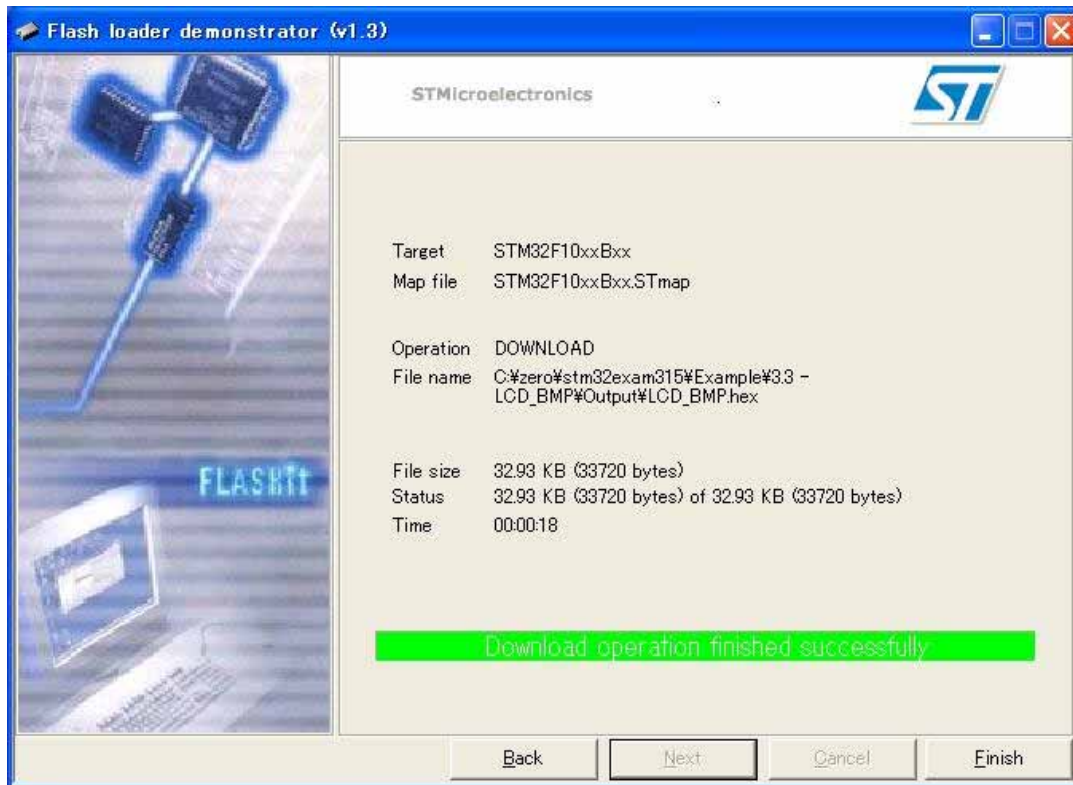 Flash loader demonstrator (v1.3)
STMicroelectronics
ST
FLASHit
Target STM32F10xxBxx
Map file STM32F10xxBxx.STmap
Operation DOWNLOAD
File name C:¥zero¥stm32exam315¥Example¥3.3 -
LCD_BMP¥Output¥LCD_BMP.hex
File size 32.93 KB (33720 bytes)
Status 32.93 KB (33720 bytes) of 32.93 KB (33720 bytes)
Time 00:00:18
Download operation finished successfully
Back Next Cancel Finish